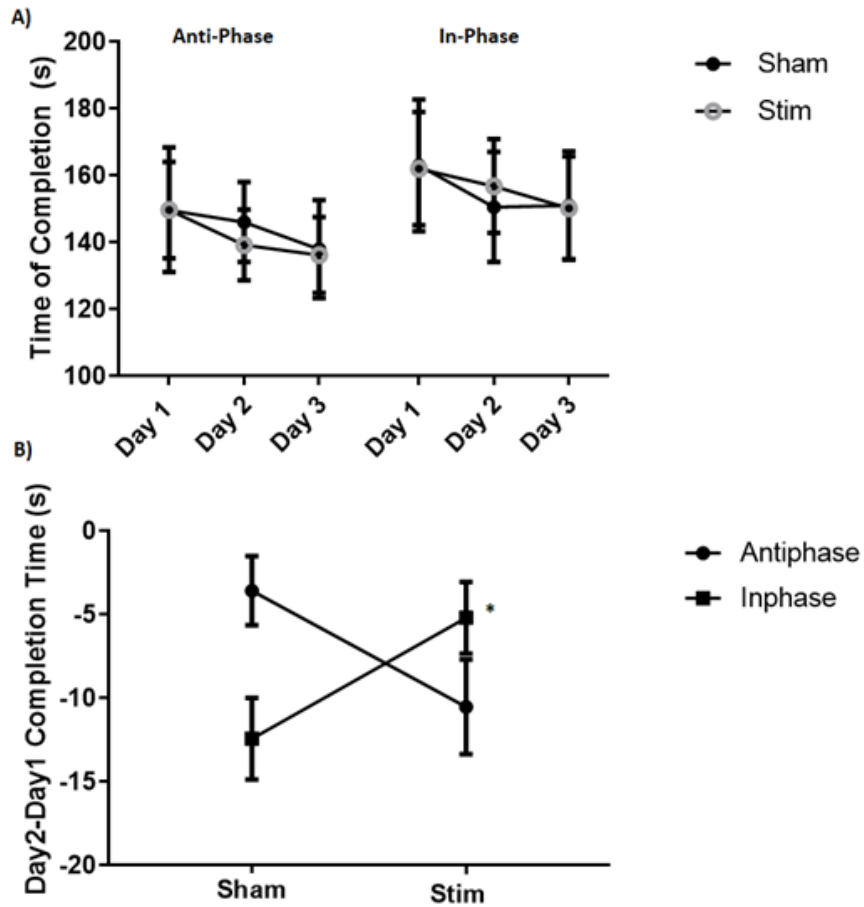 A)
Anti-Phase In-Phase
Time of Completion (s)
200
180
160
140
120
100
Day 1 Day 2 Day 3 Day 1 Day 2 Day 3
Sham
Stim
B)
Day2-Day1 Completion Time (s)
0
-5
-10
-15
-20
*
Sham Stim
Antiphase
Inphase